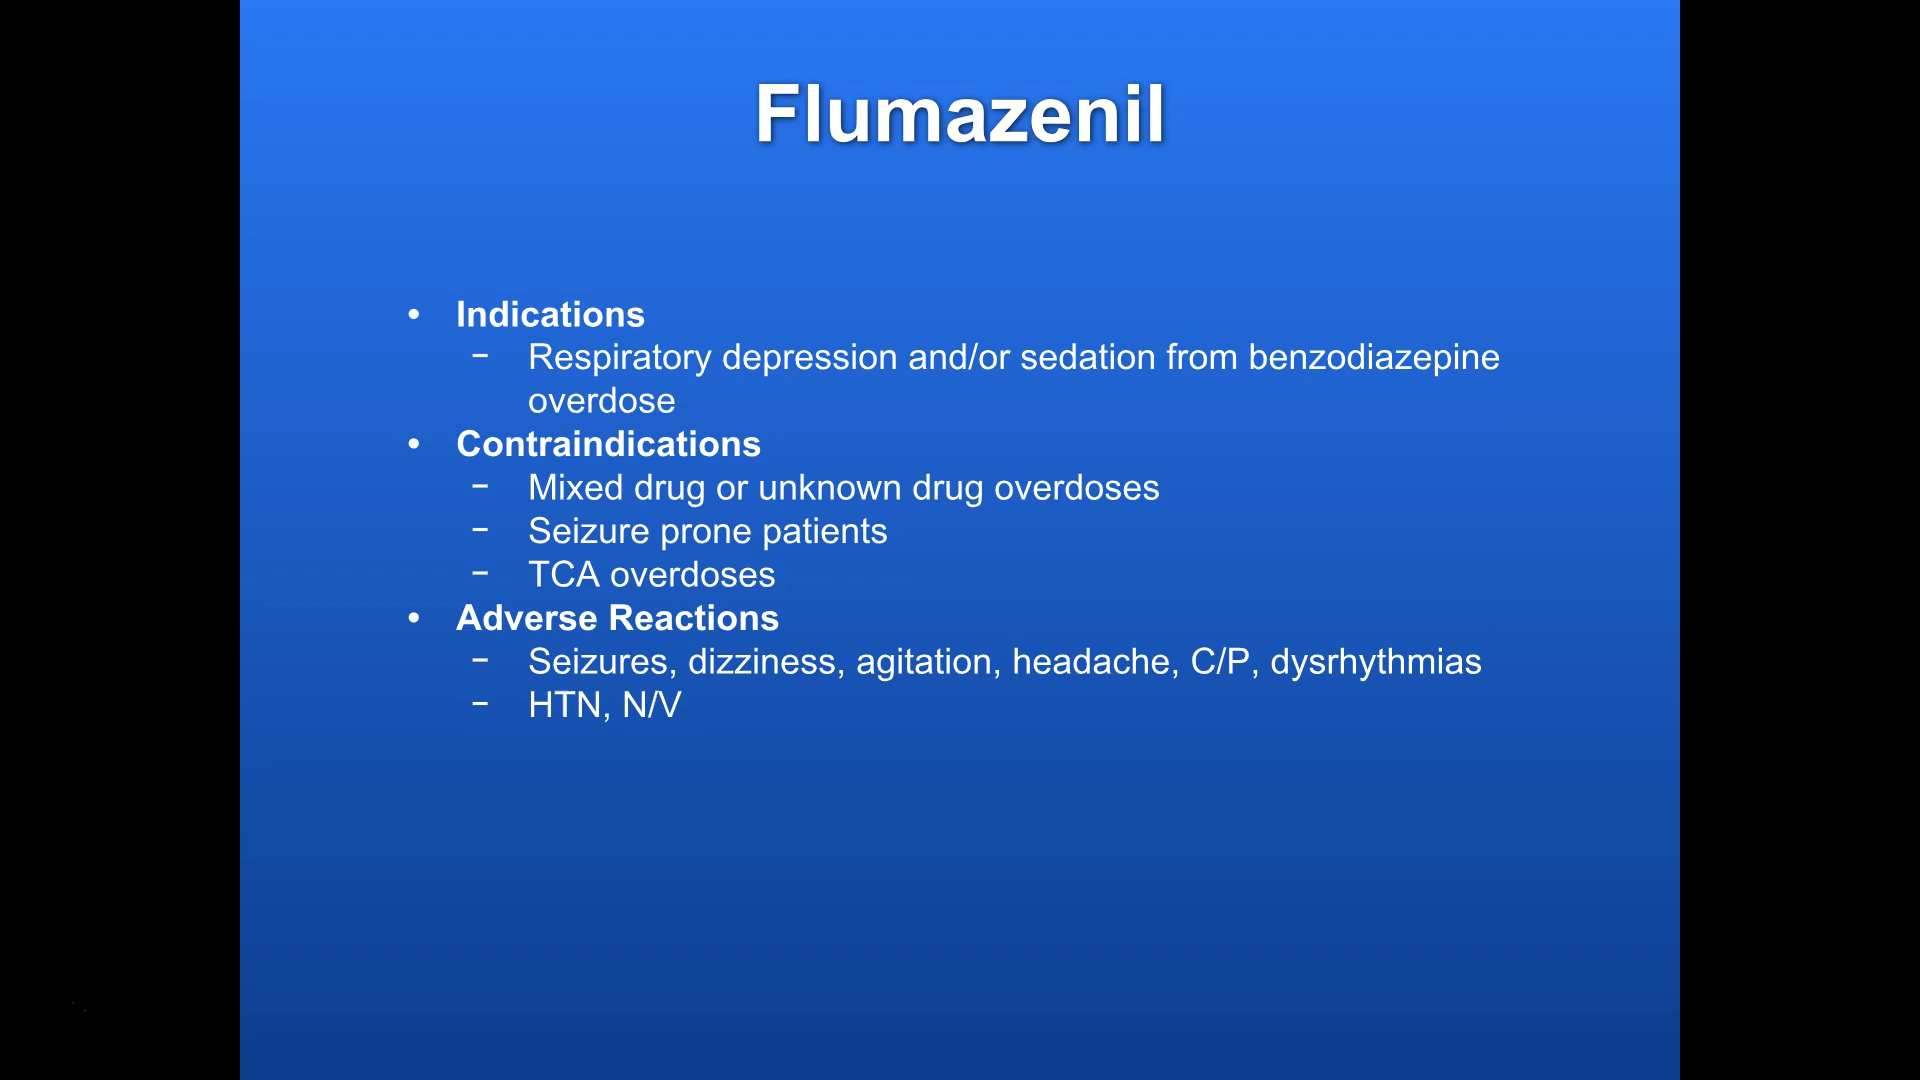 Flumazenil
• Indications
− Respiratory depression and/or sedation from benzodiazepine
overdose
• Contraindications
− Mixed drug or unknown drug overdoses
− Seizure prone patients
− TCA overdoses
• Adverse Reactions
− Seizures, dizziness, agitation, headache, C/P, dysrhythmias
− HTN, N/V